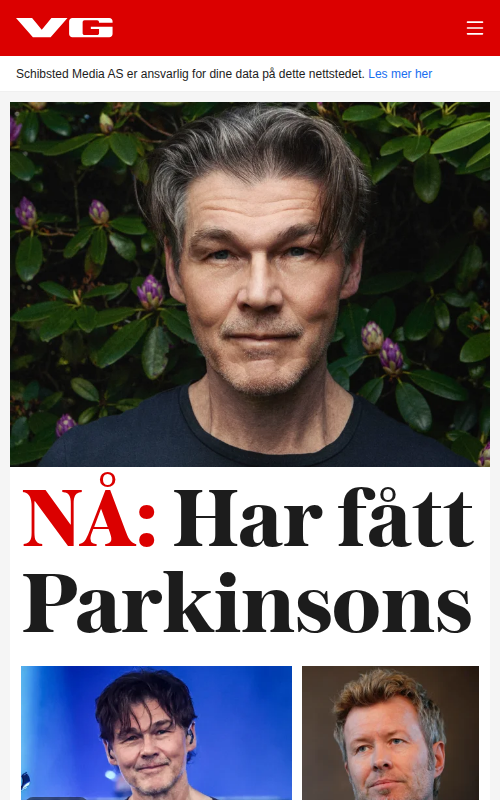 VG
Schibsted Media AS er ansvarlig for dine data på dette nettstedet. Les mer her
NÅ: Har fått
Parkinsons